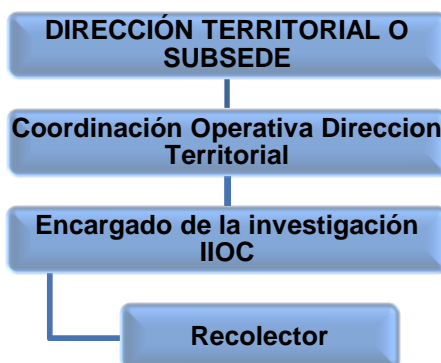 DIRECCIÓN TERRITORIAL O
SUBSEDE
Coordinación Operativa Direccion
Territorial
Encargado de la investigación
IIOC
Recolector